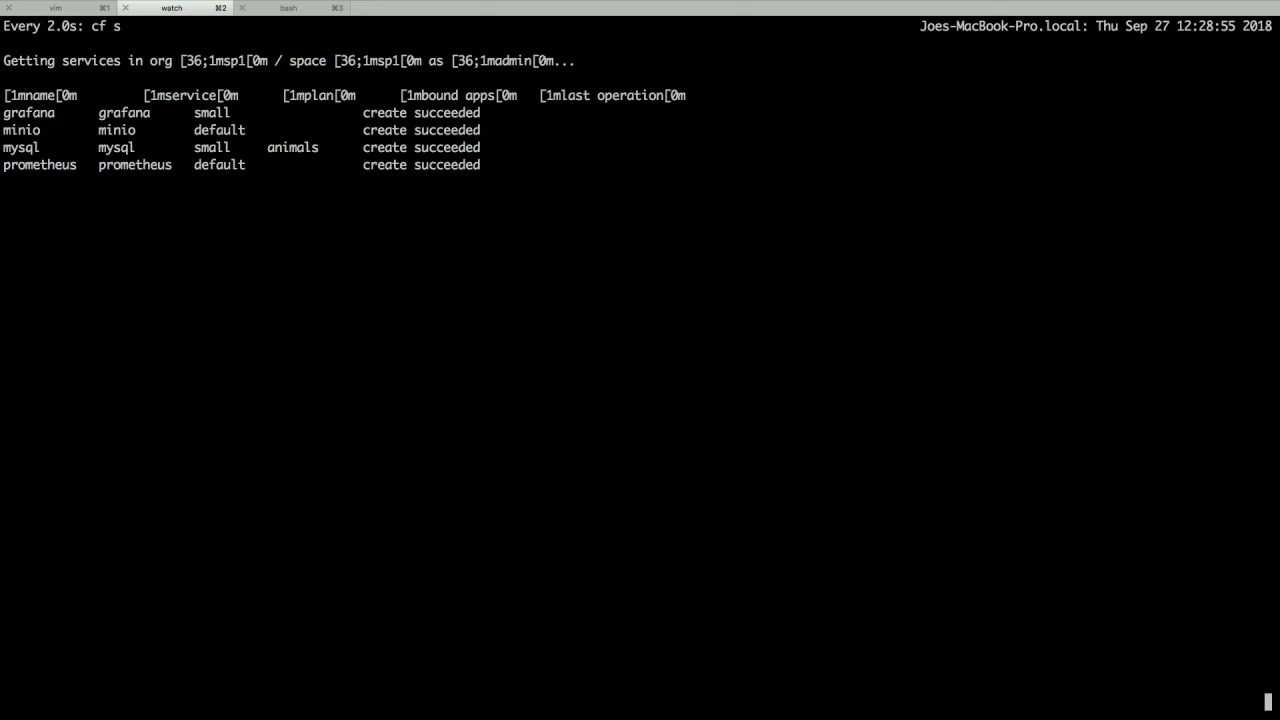 vim ⌘1 watch ⌘2 bash ⌘3
Every 2.0s: cf s Joes-MacBook-Pro.local: Thu Sep 27 12:28:55 2018
Getting services in org [36;1msp1[0m / space [36;1msp1[0m as [36;1madmin[0m...
[1mname[0m [1mservice[0m [1mplan[0m [1mbound apps[0m [1mlast operation[0m
grafana grafana small create succeeded
minio minio default create succeeded
mysql mysql small animals create succeeded
prometheus prometheus default create succeeded